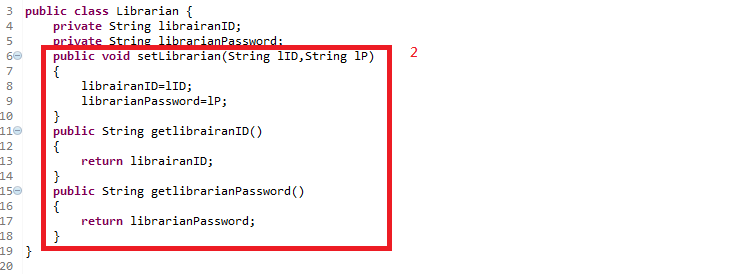 3 public class Librarian {
4     private String librairanID;
5     private String librarianPassword;
6     public void setLibrarian(String lID,String lP)    2
7     {
8         librairanID=lID;
9         librarianPassword=lP;
10     }
11     public String getlibrairanID()
12     {
13         return librairanID;
14     }
15     public String getlibrarianPassword()
16     {
17         return librarianPassword;
18     }
19 }
20